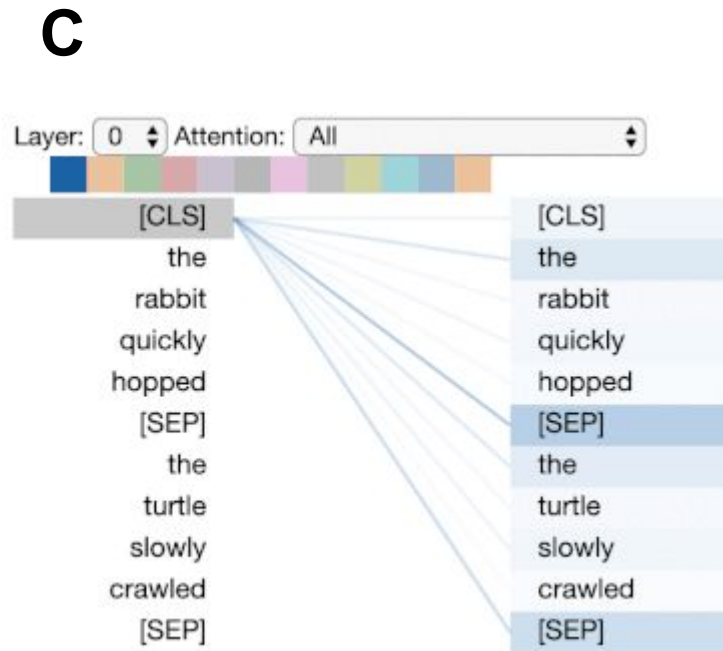 C
Layer: 0 Attention: All
[CLS] [CLS]
the the
rabbit rabbit
quickly quickly
hopped hopped
[SEP] [SEP]
the the
turtle turtle
slowly slowly
crawled crawled
[SEP] [SEP]